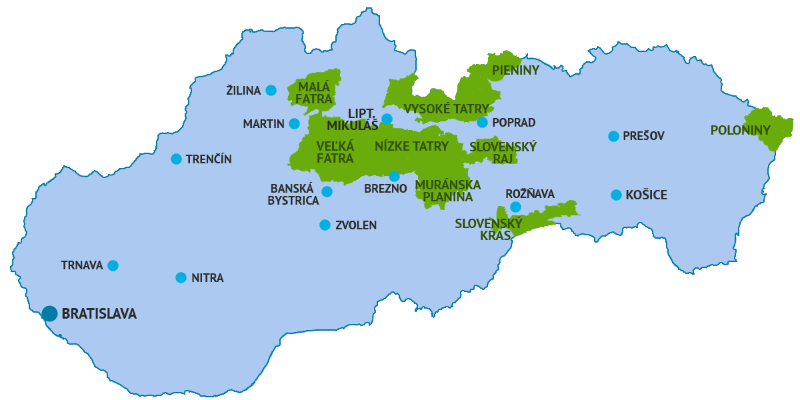 PIENINY
ŽILINA
MALÁ
FATRA
VYSOKÉ TATRY
LIPT.
MIKULÁŠ
MARTIN
POPRAD
POLONINY
PREŠOV
VEĽKÁ
FATRA
NÍZKE TATRY
SLOVENSKÝ
RAJ
TRENČÍN
BANSKÁ
BYSTRICA
BREZNO
MURÁNSKA
PLANINA
ROŽŇAVA
KOŠICE
ZVOLEN
SLOVENSKÝ
KRAS
TRNAVA
NITRA
BRATISLAVA